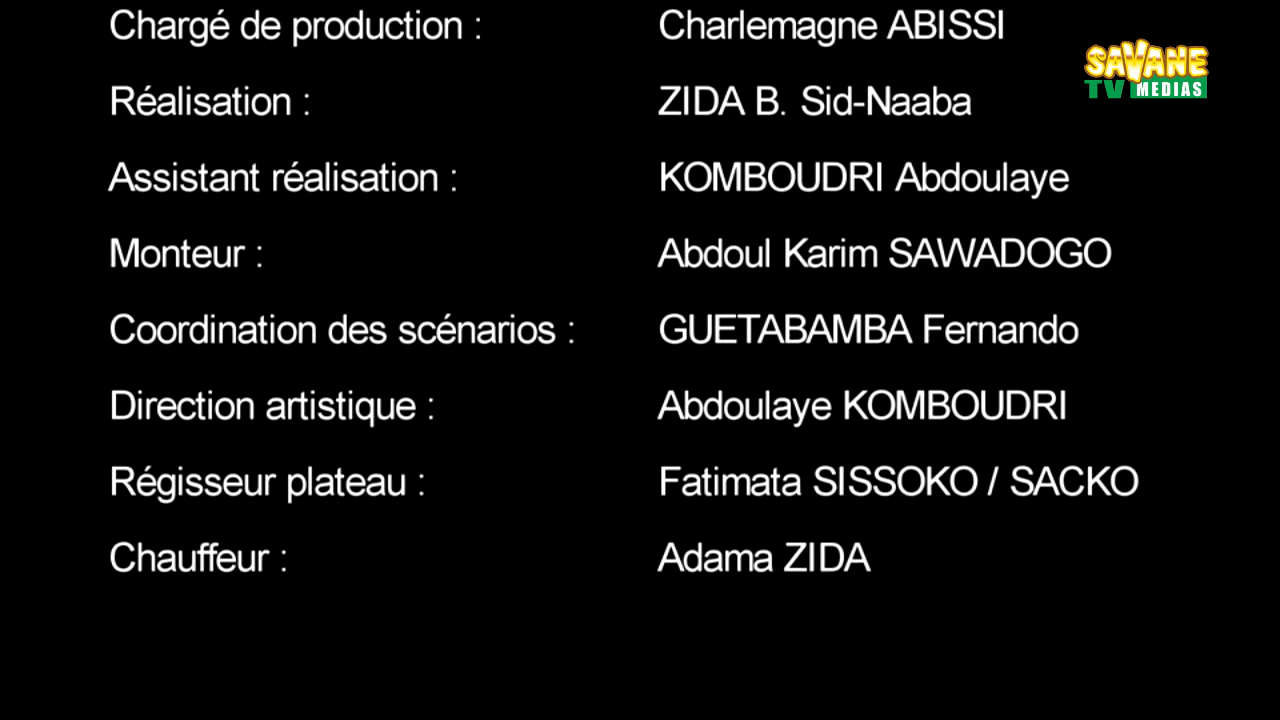 Chargé de production : Charlemagne ABISSI
SAVANE
TV MEDIAS
Réalisation : ZIDA B. Sid-Naaba
Assistant réalisation : KOMBOUDRI Abdoulaye
Monteur : Abdoul Karim SAWADOGO
Coordination des scénarios : GUETABAMBA Fernando
Direction artistique : Abdoulaye KOMBOUDRI
Régisseur plateau : Fatimata SISSOKO / SACKO
Chauffeur : Adama ZIDA